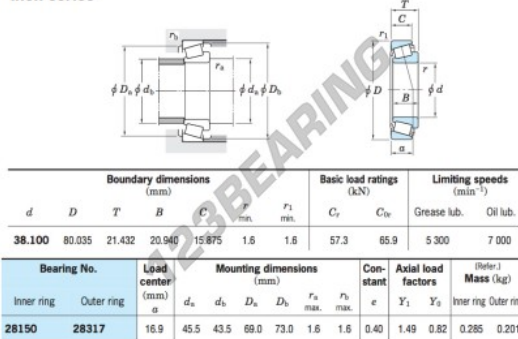 T
C
r₁
r
φD
B
φd
a
r_b
r_a
φD_a φd_b
φd_a φD_b
123BEARING
Boundary dimensions (mm)
Basic load ratings (kN)
Limiting speeds (min⁻¹)
d D T B C r min. r₁ min. C_r C_0r Grease lub. Oil lub.
38.100 80.035 21.432 20.940 15.875 1.6 1.6 57.3 65.9 5 300 7 000
Bearing No.
Load center (mm) a
Mounting dimensions (mm)
Constant e
Axial load factors
(Refer.) Mass (kg)
Inner ring Outer ring d_a d_b D_a D_b r_a max. r_b max. Y₁ Y₀ Inner ring Outer rin
28150 28317 16.9 45.5 43.5 69.0 73.0 1.6 1.6 0.40 1.49 0.82 0.285 0.201